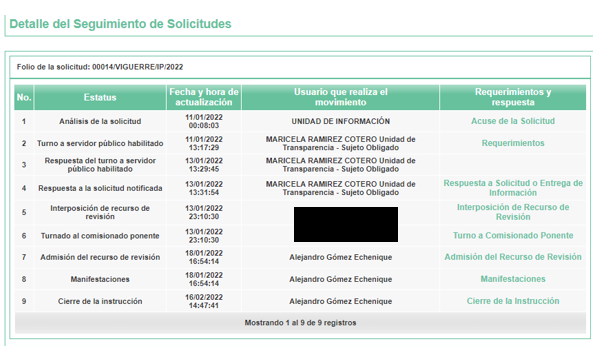 Detalle del Seguimiento de Solicitudes
Folio de la solicitud: 00014/VIGUERRE/IP/2022
No. Estatus Fecha y hora de actualización Usuario que realiza el movimiento Requerimientos y respuesta
1 Análisis de la solicitud 11/01/2022 00:08:03 UNIDAD DE INFORMACIÓN Acuse de la Solicitud
2 Turno a servidor público habilitado 11/01/2022 13:17:29 MARICELA RAMIREZ COTERO Unidad de Transparencia - Sujeto Obligado Requerimientos
3 Respuesta del turno a servidor público habilitado 13/01/2022 13:29:45 MARICELA RAMIREZ COTERO Unidad de Transparencia - Sujeto Obligado
4 Respuesta a la solicitud notificada 13/01/2022 13:31:54 MARICELA RAMIREZ COTERO Unidad de Transparencia - Sujeto Obligado Respuesta a Solicitud o Entrega de Información
5 Interposición de recurso de revisión 13/01/2022 23:10:30 Interposición de Recurso de Revisión
6 Turnado al comisionado ponente 13/01/2022 23:10:30 Turno a Comisionado Ponente
7 Admisión del recurso de revisión 18/01/2022 16:54:14 Alejandro Gómez Echenique Admisión del Recurso de Revisión
8 Manifestaciones 18/01/2022 16:54:14 Alejandro Gómez Echenique Manifestaciones
9 Cierre de la instrucción 16/02/2022 14:47:41 Alejandro Gómez Echenique Cierre de la Instrucción
Mostrando 1 al 9 de 9 registros